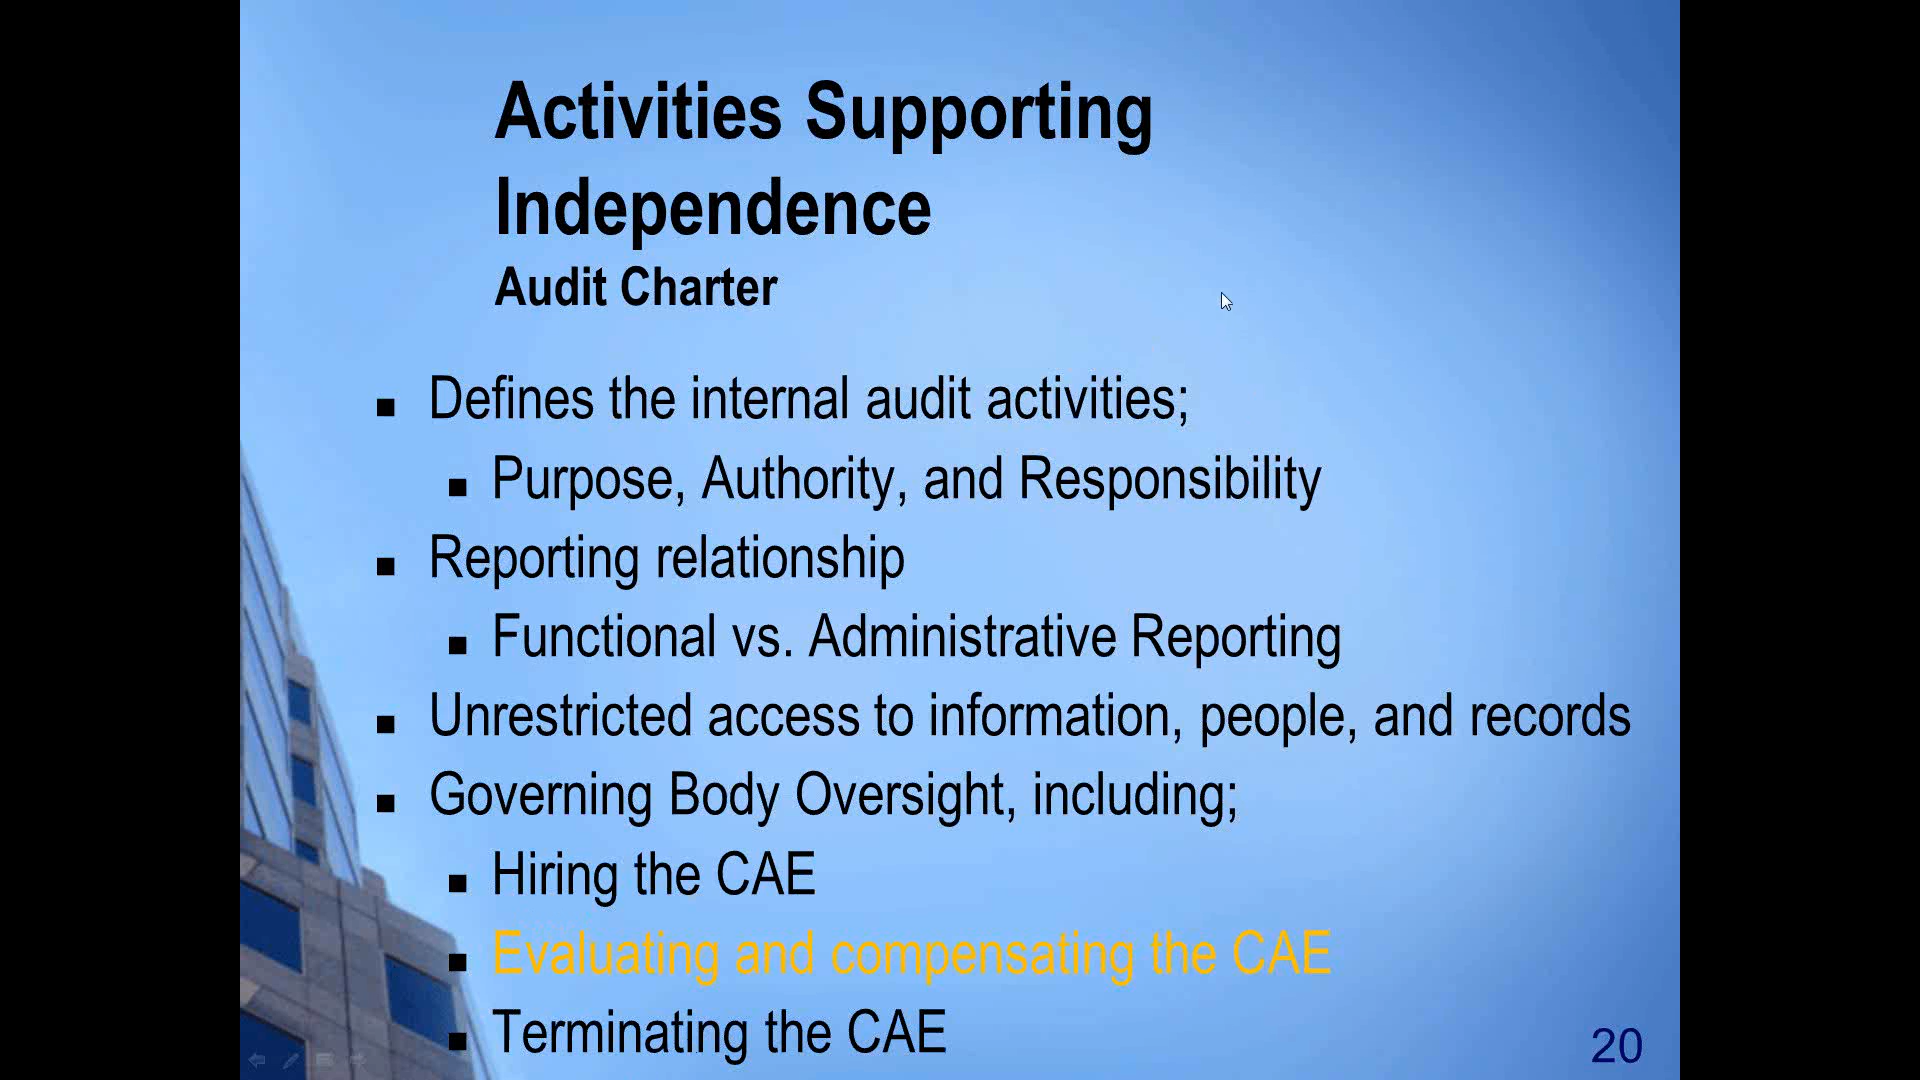 Activities Supporting
Independence
Audit Charter
Defines the internal audit activities;
Purpose, Authority, and Responsibility
Reporting relationship
Functional vs. Administrative Reporting
Unrestricted access to information, people, and records
Governing Body Oversight, including;
Hiring the CAE
Evaluating and compensating the CAE
Terminating the CAE
20